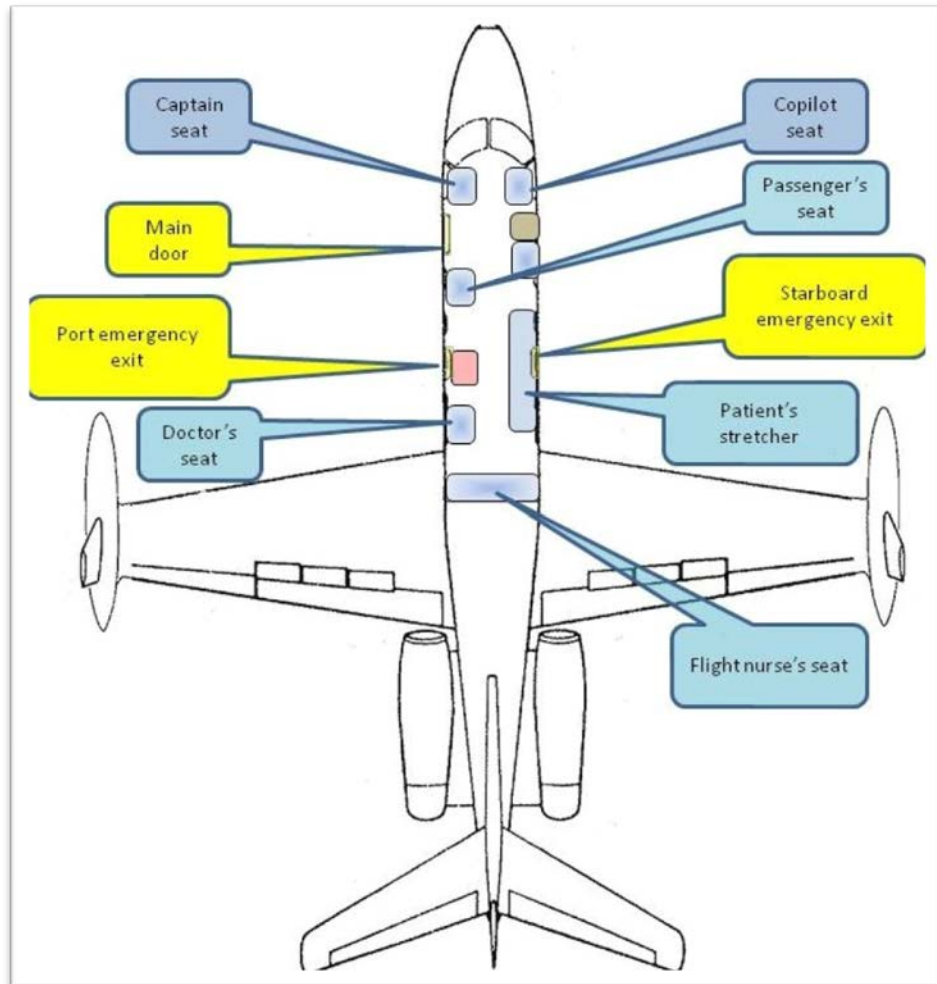 Captain
seat
Copilot
seat
Passenger's
seat
Main
door
Starboard
emergency exit
Port emergency
exit
Doctor's
seat
Patient's
stretcher
Flight nurse's seat